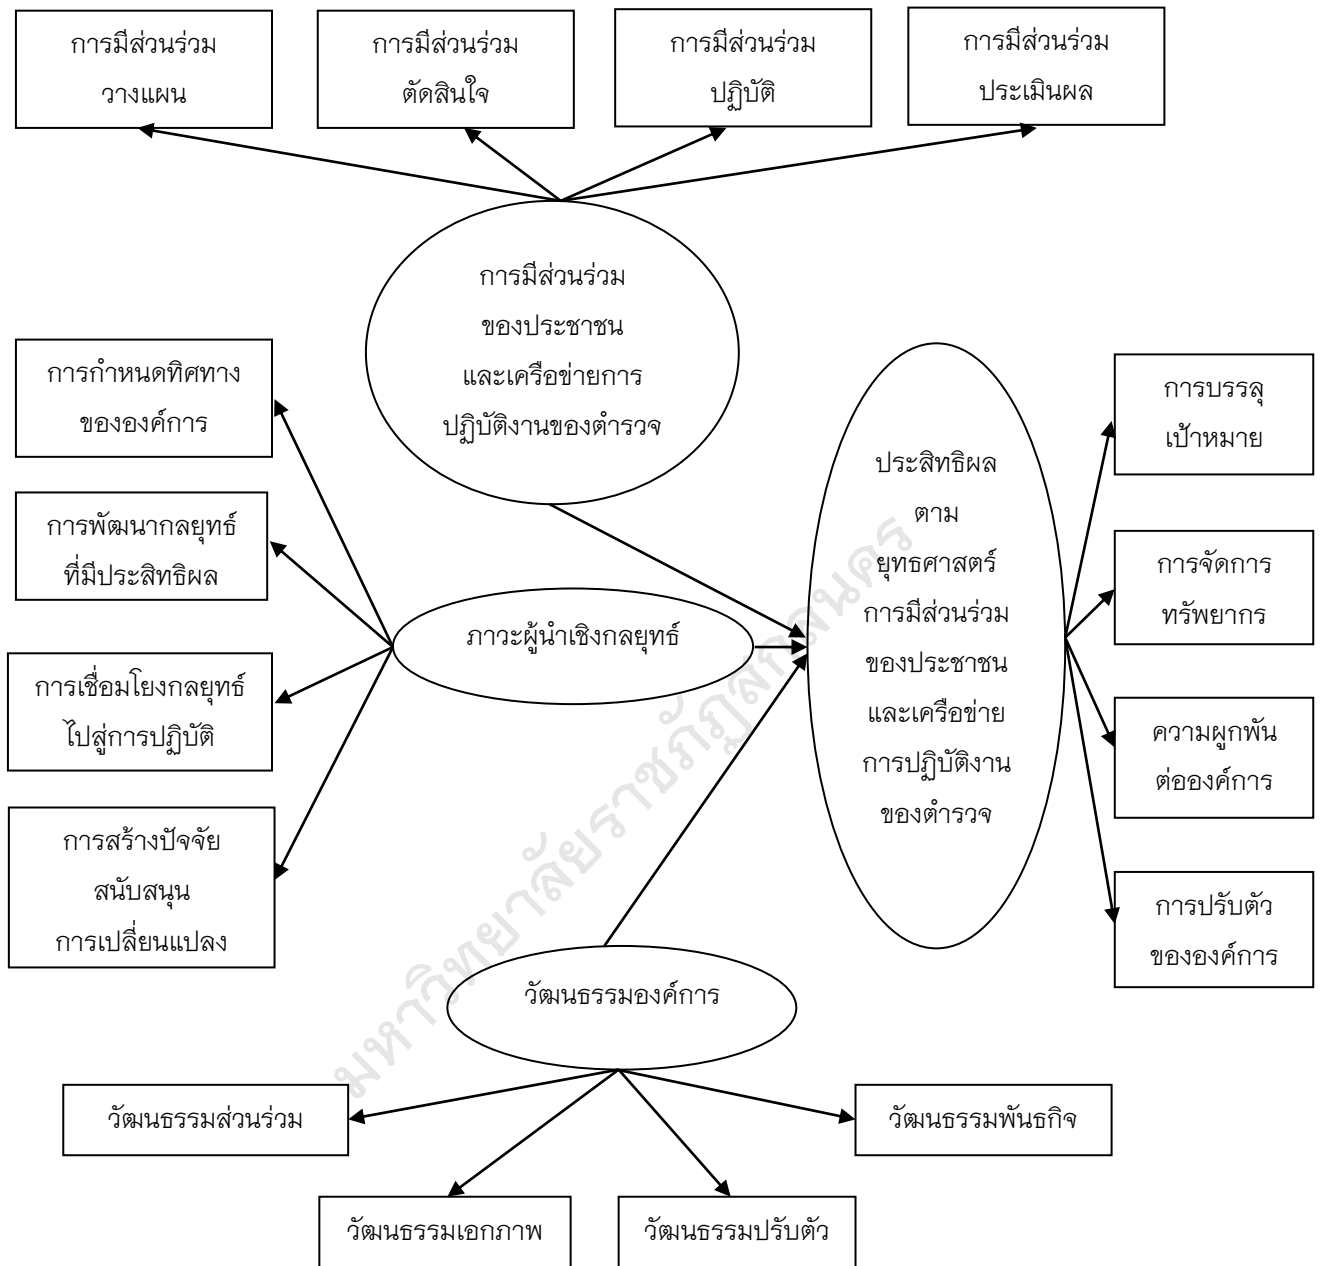 การมีส่วนร่วม
วางแผน
การมีส่วนร่วม
ตัดสินใจ
การมีส่วนร่วม
ปฏิบัติ
การมีส่วนร่วม
ประเมินผล
การมีส่วนร่วม
ของประชาชน
และเครือข่ายการ
ปฏิบัติงานของตำรวจ
การกำหนดทิศทาง
ขององค์การ
การพัฒนากลยุทธ์
ที่มีประสิทธิผล
การเชื่อมโยงกลยุทธ์
ไปสู่การปฏิบัติ
การสร้างปัจจัย
สนับสนุน
การเปลี่ยนแปลง
ภาวะผู้นำเชิงกลยุทธ์
ประสิทธิผล
ตาม
ยุทธศาสตร์
การมีส่วนร่วม
ของประชาชน
และเครือข่าย
การปฏิบัติงาน
ของตำรวจ
การบรรลุ
เป้าหมาย
การจัดการ
ทรัพยากร
ความผูกพัน
ต่อองค์การ
การปรับตัว
ขององค์การ
วัฒนธรรมองค์การ
วัฒนธรรมส่วนร่วม
วัฒนธรรมพันธกิจ
วัฒนธรรมเอกภาพ
วัฒนธรรมปรับตัว
มหาวิทยาลัยราชภัฏสกลนคร